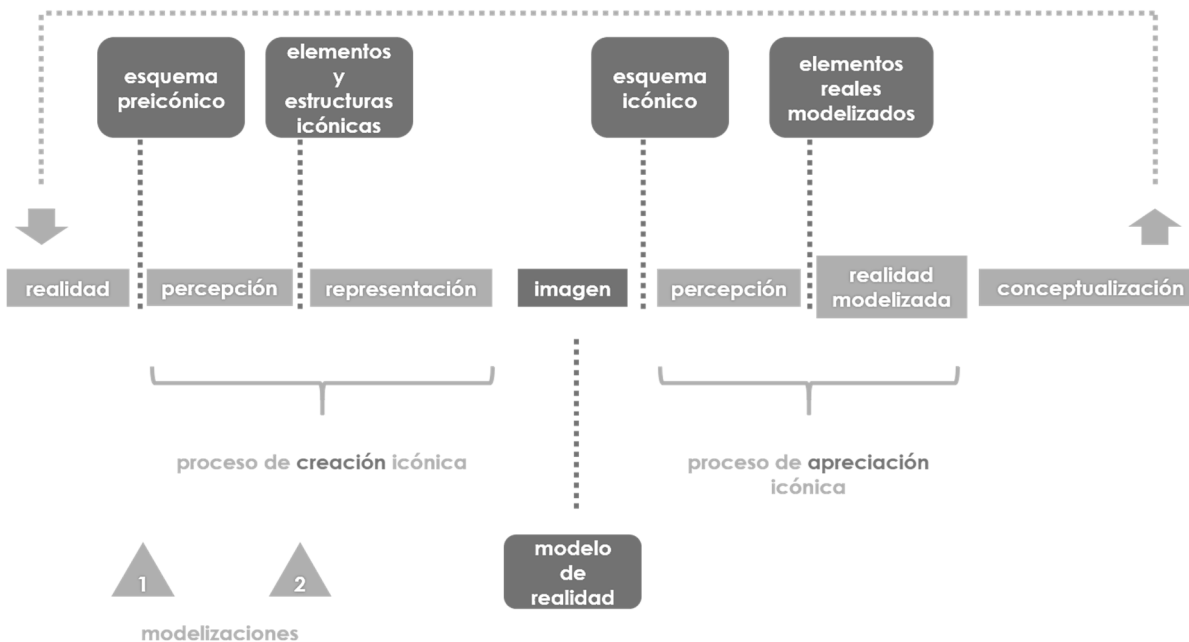 esquema
preicónico
elementos
y
estructuras
icónicas
esquema
icónico
elementos
reales
modelizados
realidad
percepción
representación
imagen
percepción
realidad
modelizada
conceptualización
proceso de creación icónica
proceso de apreciación
icónica
modelo
de
realidad
1
2
modelizaciones